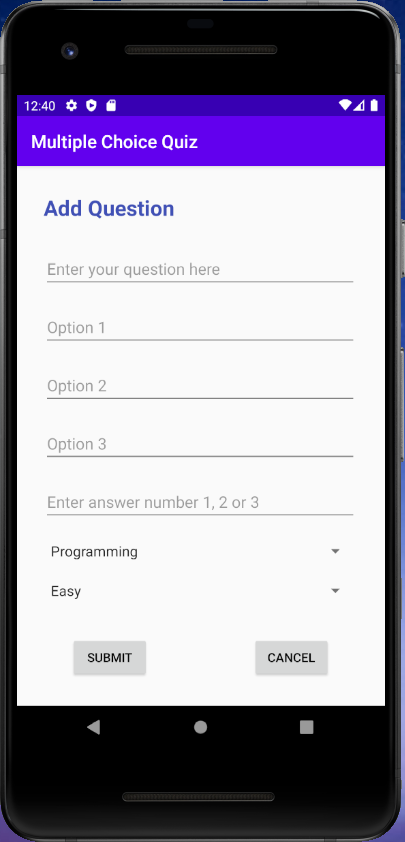 12:40
Multiple Choice Quiz
Add Question
Enter your question here
Option 1
Option 2
Option 3
Enter answer number 1, 2 or 3
Programming
Easy
SUBMIT CANCEL